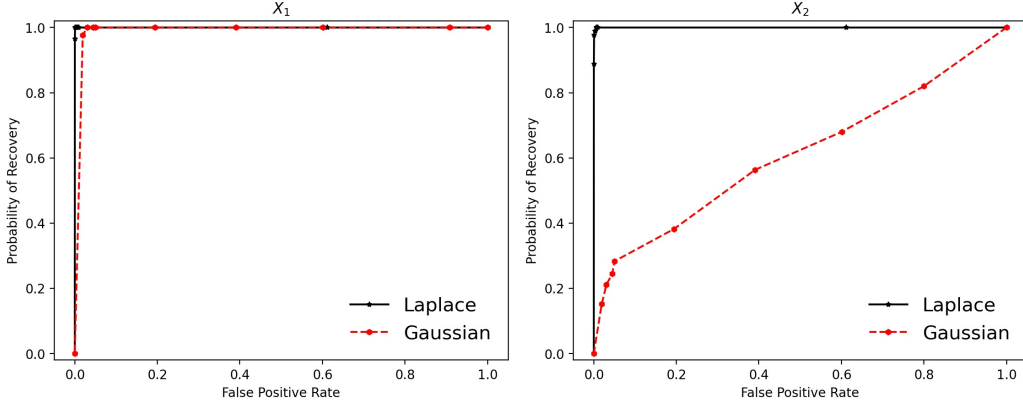 X₁
1.0
0.8
0.6
0.4
0.2
0.0
Probability of Recovery
Laplace
Gaussian
0.0 0.2 0.4 0.6 0.8 1.0
False Positive Rate
X₂
1.0
0.8
0.6
0.4
0.2
0.0
Probability of Recovery
Laplace
Gaussian
0.0 0.2 0.4 0.6 0.8 1.0
False Positive Rate